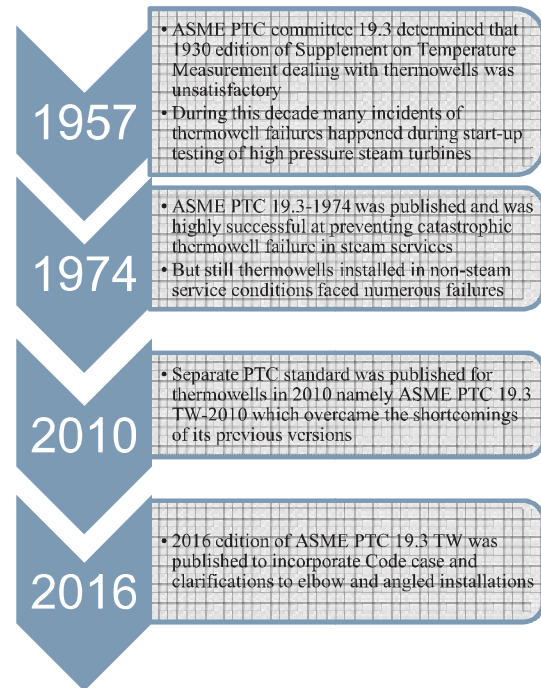 1957
• ASME PTC committee 19.3 determined that
1930 edition of Supplement on Temperature
Measurement dealing with thermowells was
unsatisfactory
• During this decade many incidents of
thermowell failures happened during start-up
testing of high pressure steam turbines
1974
• ASME PTC 19.3-1974 was published and was
highly successful at preventing catastrophic
thermowell failure in steam services
• But still thermowells installed in non-steam
service conditions faced numerous failures
2010
• Separate PTC standard was published for
thermowells in 2010 namely ASME PTC 19.3
TW-2010 which overcame the shortcomings
of its previous versions
2016
• 2016 edition of ASME PTC 19.3 TW was
published to incorporate Code case and
clarifications to elbow and angled installations